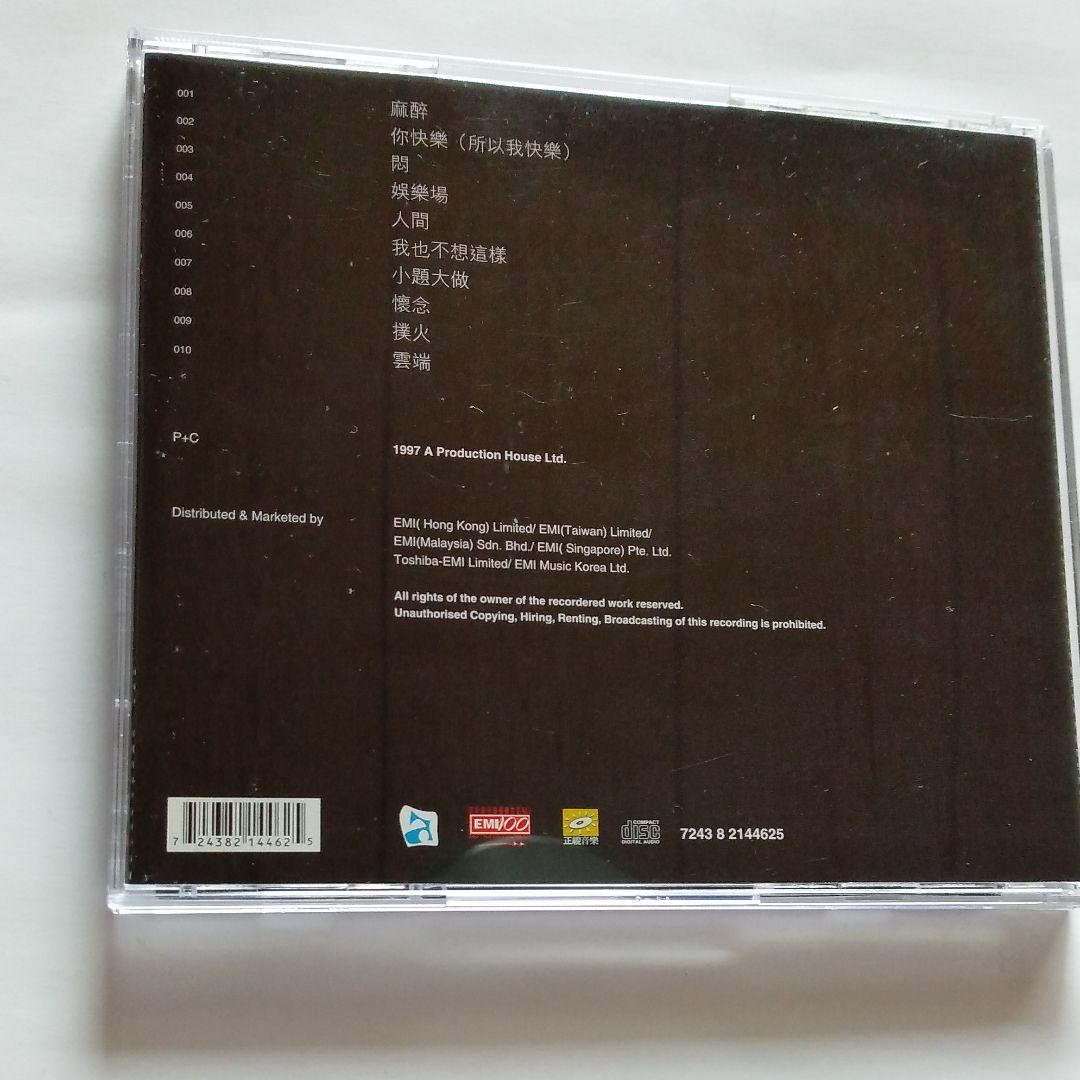 001 麻醉
002 你快樂（所以我快樂）
003 悶
004 娛樂場
005 人間
006 我也不想這樣
007 小題大做
008 懷念
009 撲火
010 雲端
P+C 1997 A Production House Ltd.
Distributed & Marketed by EMI( Hong Kong) Limited/ EMI(Taiwan) Limited/
EMI(Malaysia) Sdn. Bhd./ EMI( Singapore) Pte. Ltd.
Toshiba-EMI Limited/ EMI Music Korea Ltd.
All rights of the owner of the recordered work reserved.
Unauthorised Copying, Hiring, Renting, Broadcasting of this recording is prohibited.
7 24382 14462 5
EMI100
正視音樂
COMPACT
disc
DIGITAL AUDIO
7243 8 2144625